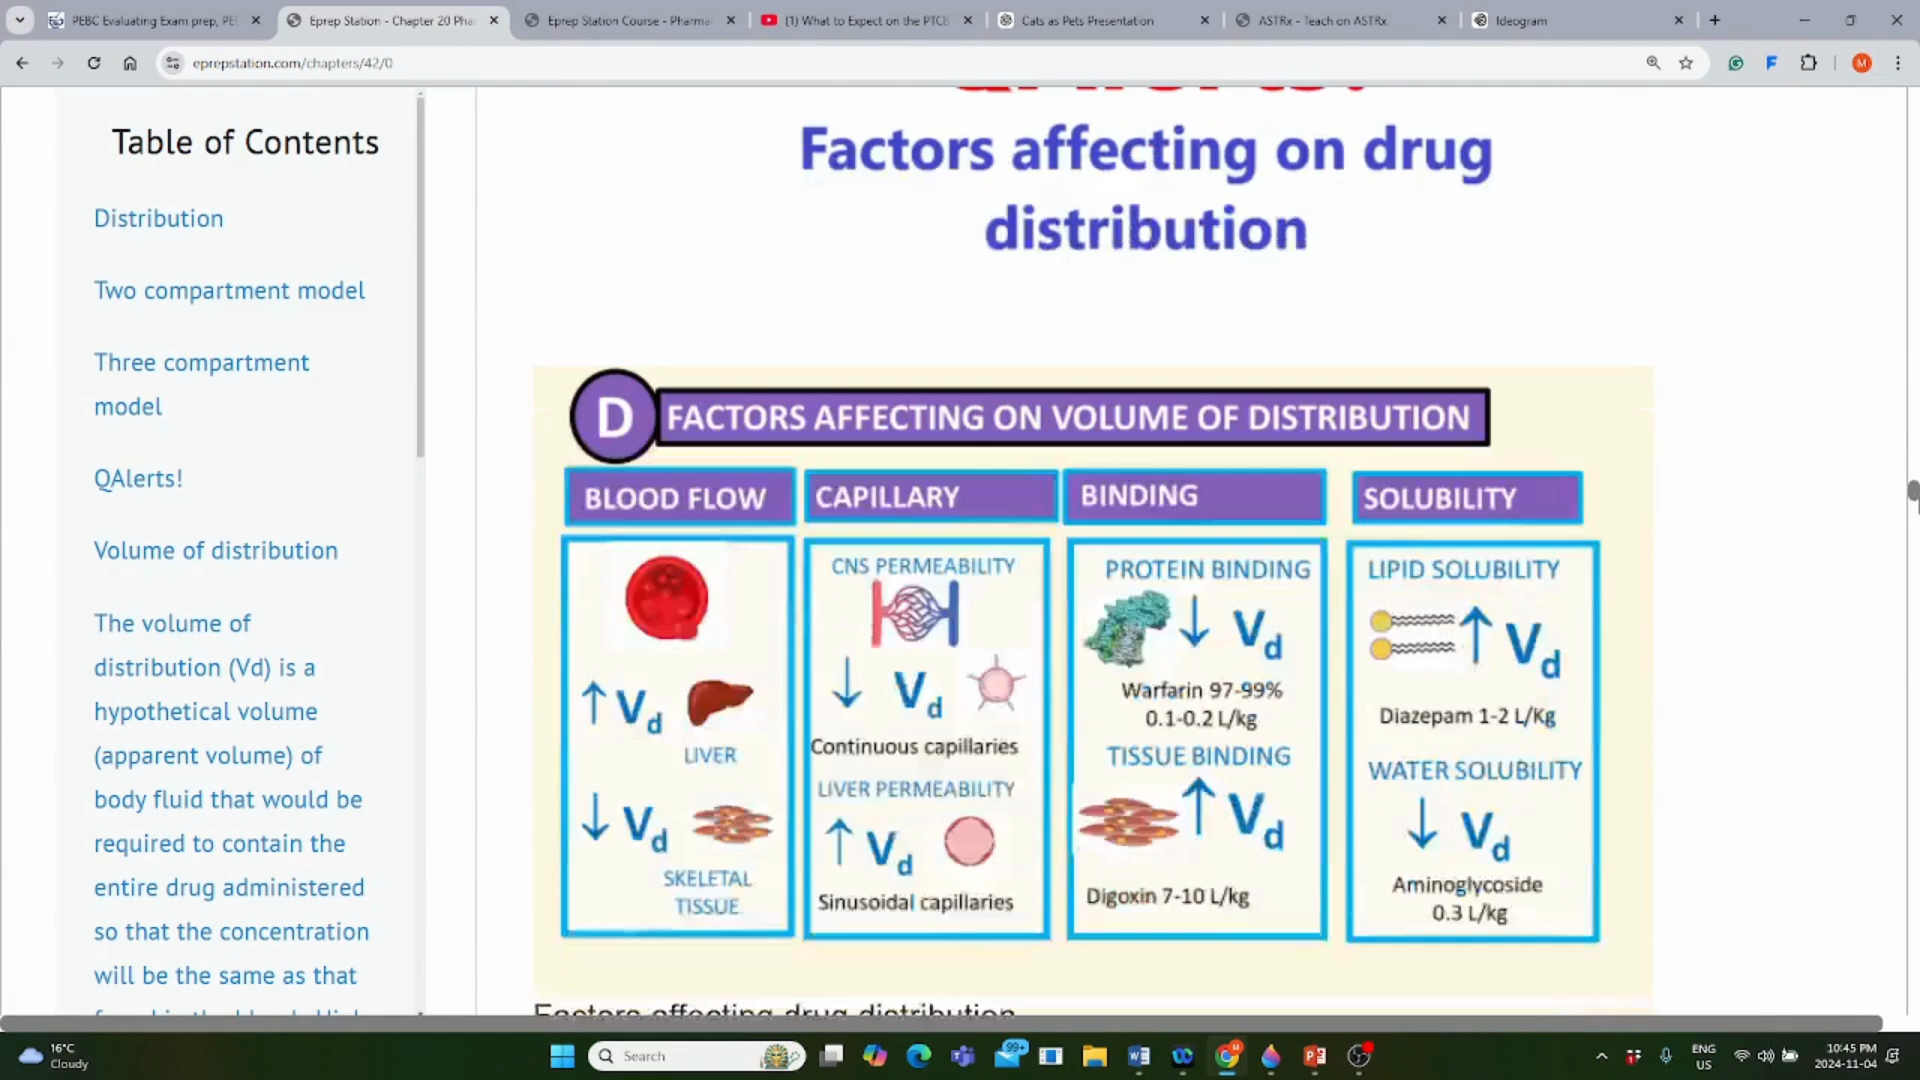 PEBC Evaluating Exam prep, PE
Eprep Station - Chapter 20 Phar
Eprep Station Course - Pharma
(1) What to Expect on the PTCB
Cats as Pets Presentation
ASTRx - Teach on ASTRx
Ideogram
eprepstation.com/chapters/42/0
M
Table of Contents
Distribution
Two compartment model
Three compartment
model
QAlerts!
Volume of distribution
The volume of
distribution (Vd) is a
hypothetical volume
(apparent volume) of
body fluid that would be
required to contain the
entire drug administered
so that the concentration
will be the same as that
Factors affecting on drug
distribution
D FACTORS AFFECTING ON VOLUME OF DISTRIBUTION
BLOOD FLOW
↑ Vd
LIVER
↓ Vd
SKELETAL
TISSUE
CAPILLARY
CNS PERMEABILITY
↓ Vd
Continuous capillaries
LIVER PERMEABILITY
↑ Vd
Sinusoidal capillaries
BINDING
PROTEIN BINDING
↓ Vd
Warfarin 97-99%
0.1-0.2 L/kg
TISSUE BINDING
↑ Vd
Digoxin 7-10 L/kg
SOLUBILITY
LIPID SOLUBILITY
↑ Vd
Diazepam 1-2 L/Kg
WATER SOLUBILITY
↓ Vd
Aminoglycoside
0.3 L/kg
Factors affecting drug distribution
16°C
Cloudy
Search
99+
ENG
US
10:45 PM
2024-11-04